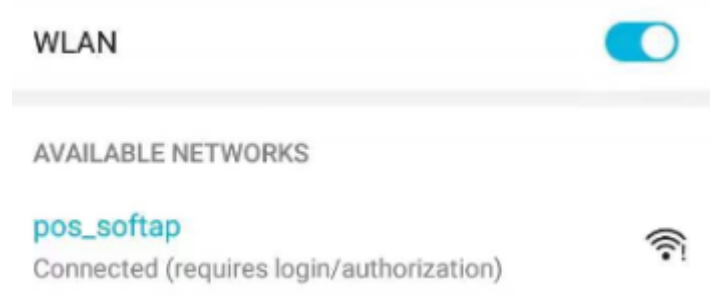 WLAN
AVAILABLE NETWORKS
pos_softap
Connected (requires login/authorization)